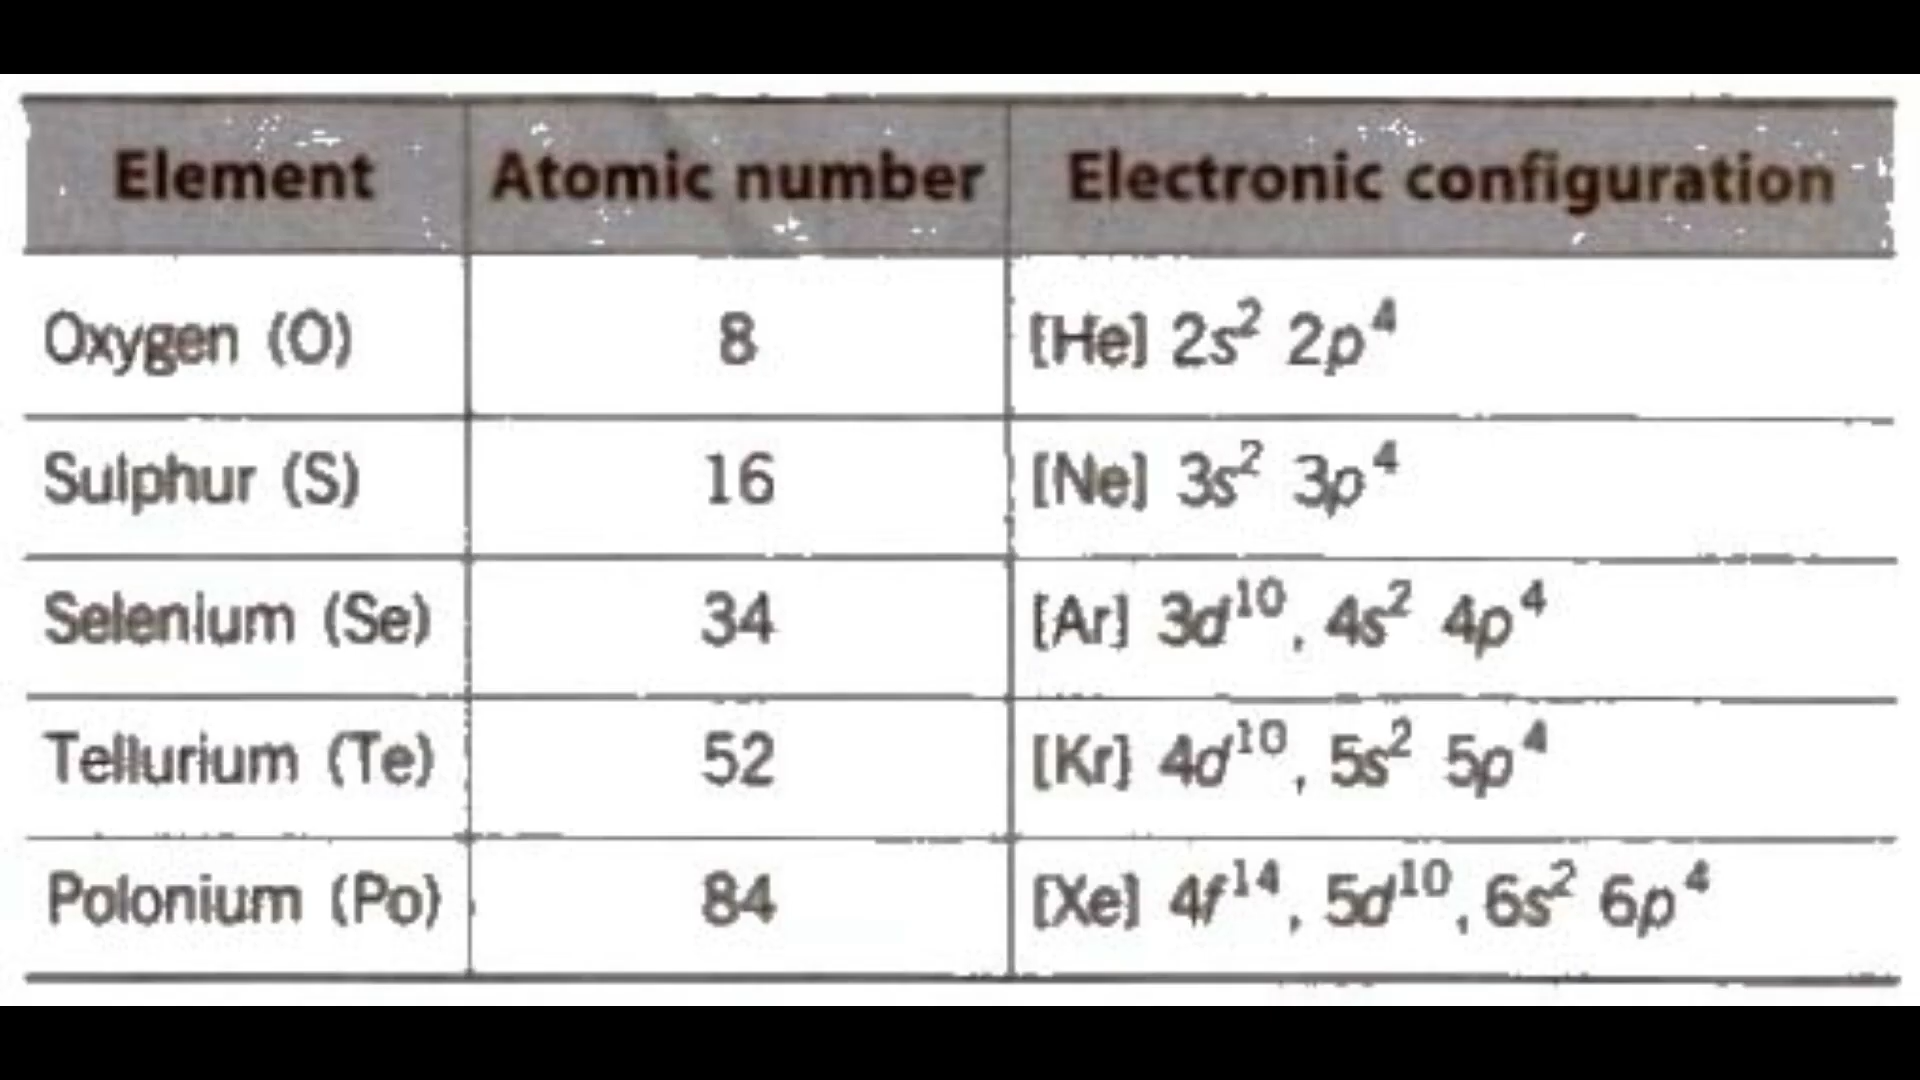 Element Atomic number Electronic configuration
Oxygen (O) 8 [He] 2s² 2p⁴
Sulphur (S) 16 [Ne] 3s² 3p⁴
Selenium (Se) 34 [Ar] 3d¹⁰, 4s² 4p⁴
Tellurium (Te) 52 [Kr] 4d¹⁰, 5s² 5p⁴
Polonium (Po) 84 [Xe] 4f¹⁴, 5d¹⁰, 6s² 6p⁴